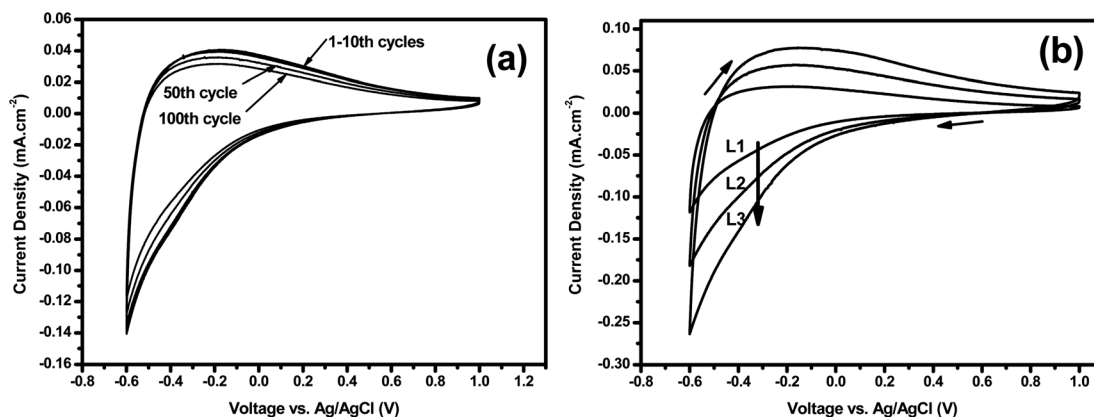 (a)
1-10th cycles
50th cycle
100th cycle
Current Density (mA.cm-2)
0.06
0.04
0.02
0.00
-0.02
-0.04
-0.06
-0.08
-0.10
-0.12
-0.14
-0.16
-0.8 -0.6 -0.4 -0.2 0.0 0.2 0.4 0.6 0.8 1.0 1.2
Voltage vs. Ag/AgCl (V)
(b)
L1
L2
L3
Current Density (mA.cm-2)
0.10
0.05
0.00
-0.05
-0.10
-0.15
-0.20
-0.25
-0.30
-0.8 -0.6 -0.4 -0.2 0.0 0.2 0.4 0.6 0.8 1.0
Voltage vs. Ag/AgCl (V)